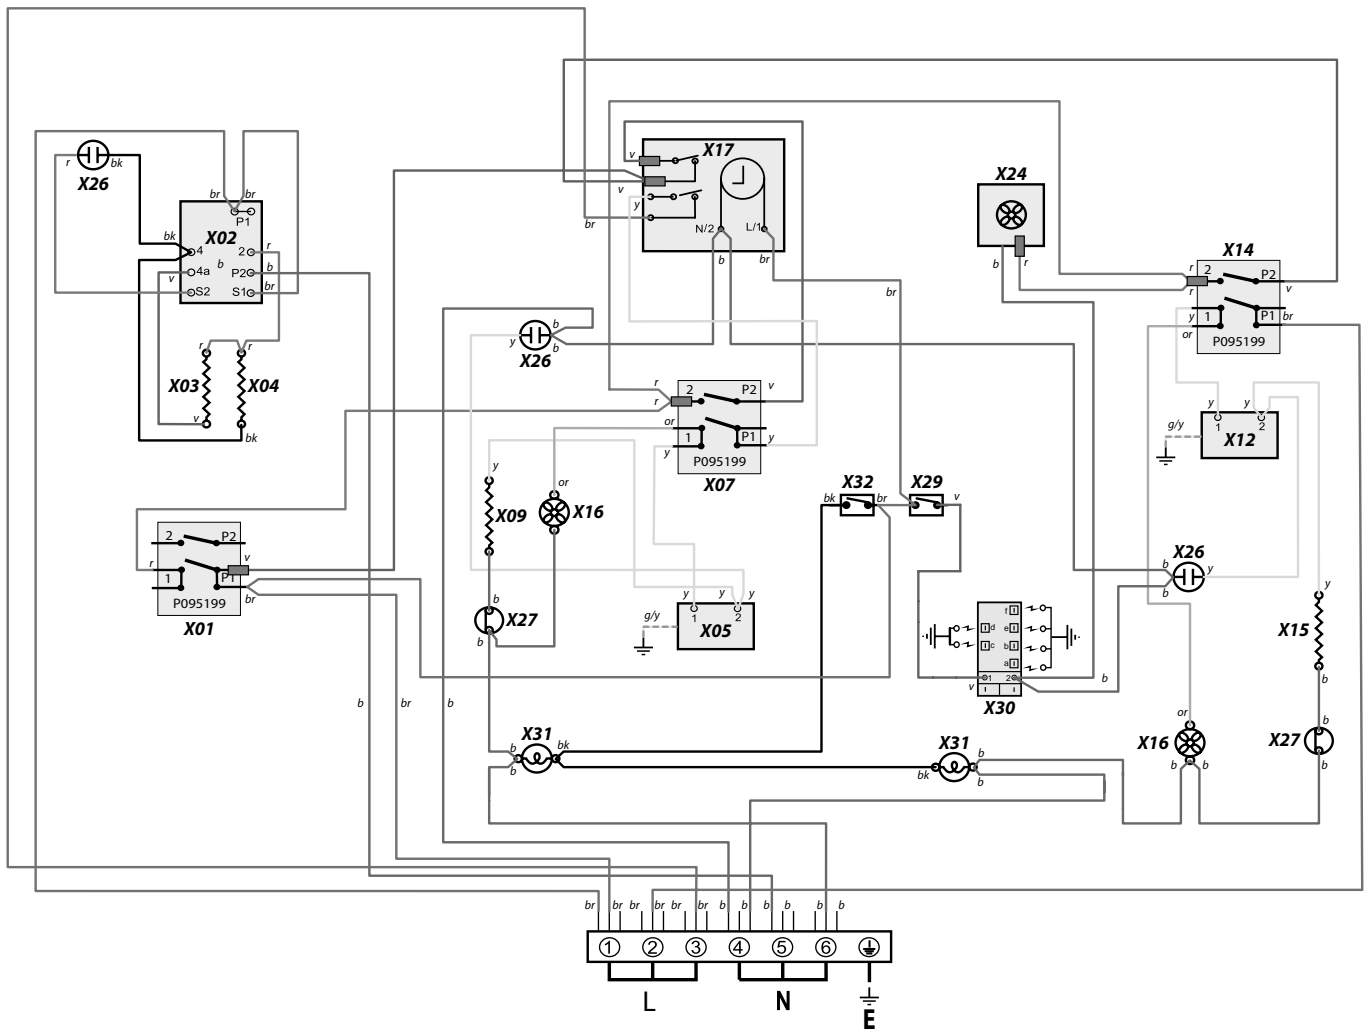 X17
v
v
y
br
N/2
L/1
b
br
br
r
bk
X26
br
br
P1
X02
bk
4
2
r
b
4a
P2
b
v
S2
S1
br
X24
b
r
X14
r
2
P2
r
v
y
1
P1
br
or
P095199
b
y
b
X26
r
r
X03
X04
v
bk
r
2
P2
v
r
or
1
P1
y
y
P095199
X07
y
y
g/y
1
2
X12
y
or
X09
X16
X32
X29
bk
br
v
2
P2
v
r
1
P1
br
P095199
X01
X26
b
y
b
b
X27
b
y
y
y
g/y
1
2
X05
f
d
e
c
b
a
1
2
v
b
X30
y
X15
b
b
br
b
X31
b
bk
b
X31
b
bk
b
or
X16
b
b
b
X27
b
br
br
br
br
br
br
b
b
b
b
b
b
1
2
3
4
5
6
L
N
E